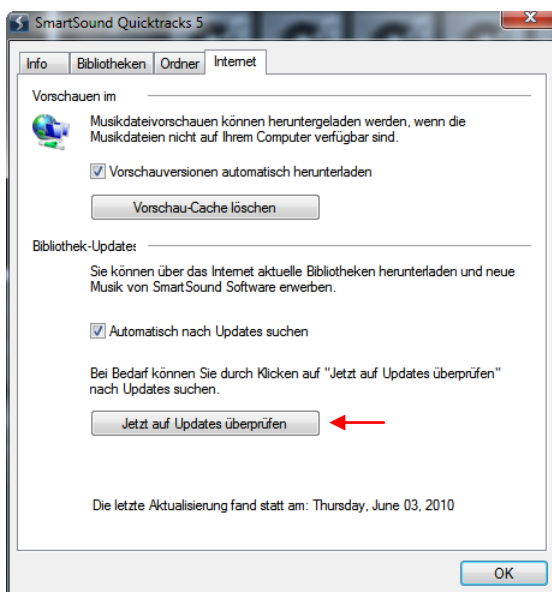 SmartSound Quicktracks 5
Info Bibliotheken Ordner Internet
Vorschauen im
Musikdateivorschauen können heruntergeladen werden, wenn die
Musikdateien nicht auf Ihrem Computer verfügbar sind.
Vorschauversionen automatisch herunterladen
Vorschau-Cache löschen
Bibliothek-Updates
Sie können über das Internet aktuelle Bibliotheken herunterladen und neue
Musik von SmartSound Software erwerben.
Automatisch nach Updates suchen
Bei Bedarf können Sie durch Klicken auf "Jetzt auf Updates überprüfen"
nach Updates suchen.
Jetzt auf Updates überprüfen
Die letzte Aktualisierung fand statt am: Thursday, June 03, 2010
OK